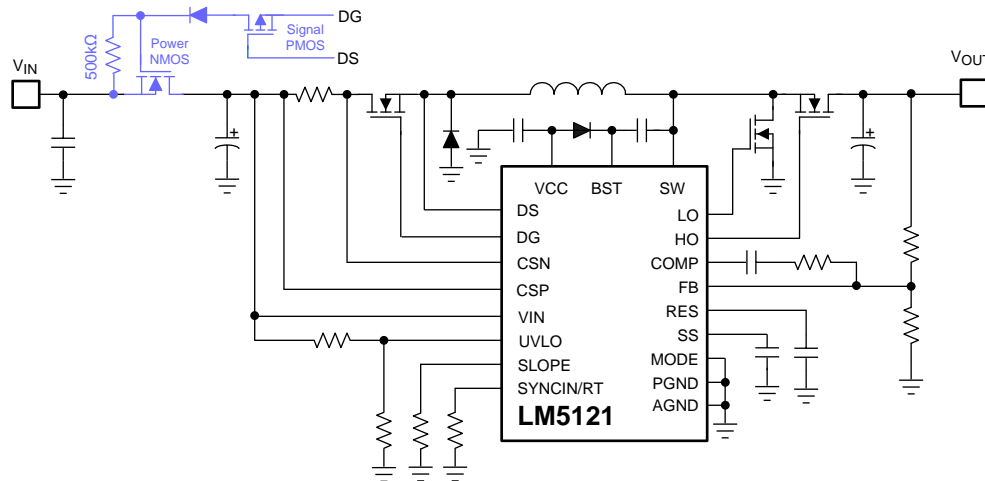 DG
Signal
PMOS
DS
Power
NMOS
500kΩ
VIN
VOUT
VCC
BST
SW
DS
DG
CSN
CSP
VIN
UVLO
SLOPE
SYNCIN/RT
LO
HO
COMP
FB
RES
SS
MODE
PGND
AGND
LM5121
+
+